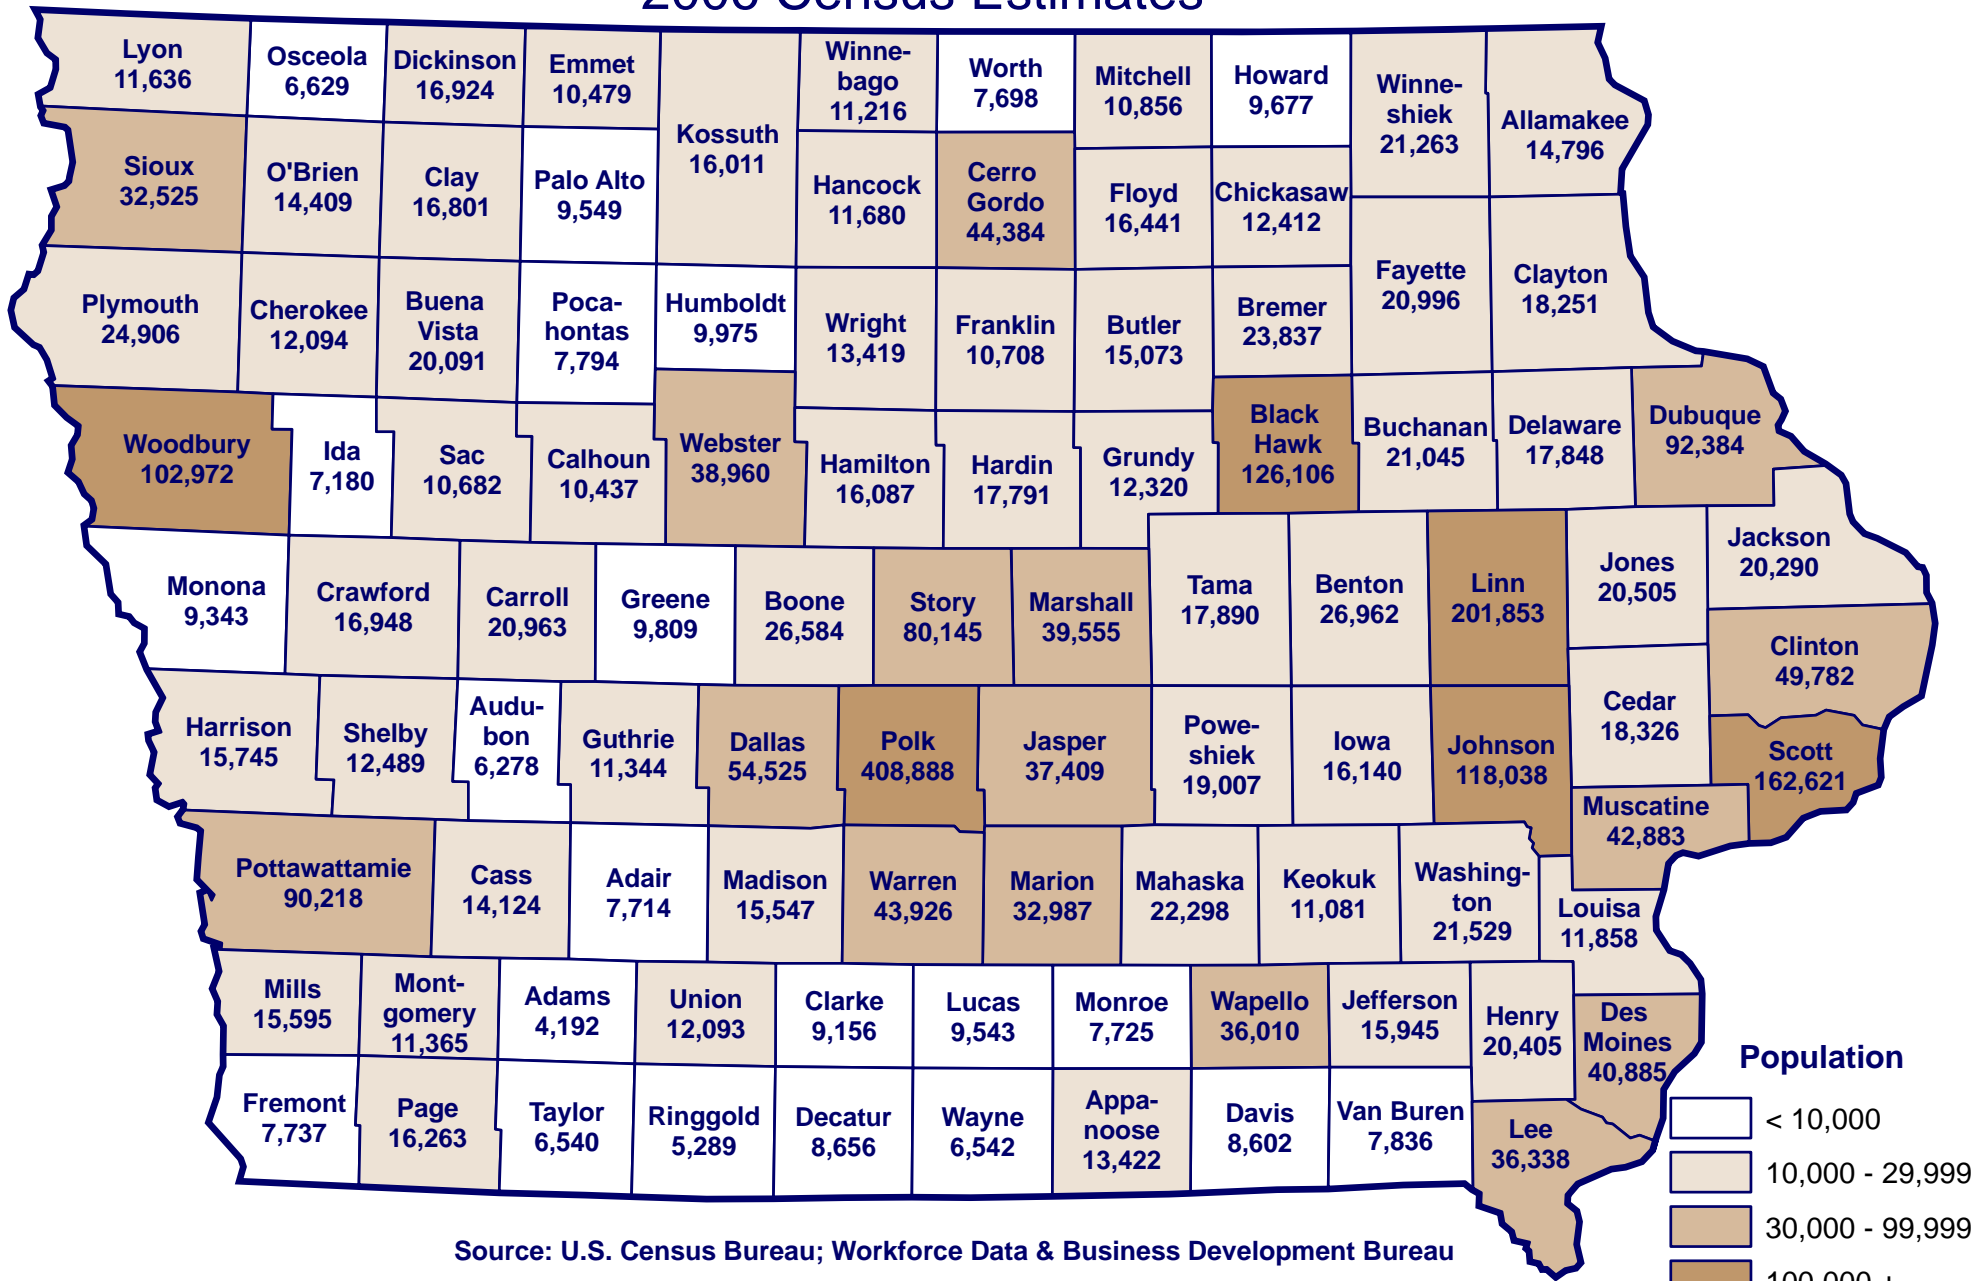 2006 Census Estimates
Lyon
11,636
Osceola
6,629
Dickinson
16,924
Emmet
10,479
Kossuth
16,011
Winne-
bago
11,216
Worth
7,698
Mitchell
10,856
Howard
9,677
Winne-
shiek
21,263
Allamakee
14,796
Sioux
32,525
O'Brien
14,409
Clay
16,801
Palo Alto
9,549
Hancock
11,680
Cerro
Gordo
44,384
Floyd
16,441
Chickasaw
12,412
Fayette
20,996
Clayton
18,251
Plymouth
24,906
Cherokee
12,094
Buena
Vista
20,091
Poca-
hontas
7,794
Humboldt
9,975
Wright
13,419
Franklin
10,708
Butler
15,073
Bremer
23,837
Woodbury
102,972
Ida
7,180
Sac
10,682
Calhoun
10,437
Webster
38,960
Hamilton
16,087
Hardin
17,791
Grundy
12,320
Black
Hawk
126,106
Buchanan
21,045
Delaware
17,848
Dubuque
92,384
Monona
9,343
Crawford
16,948
Carroll
20,963
Greene
9,809
Boone
26,584
Story
80,145
Marshall
39,555
Tama
17,890
Benton
26,962
Linn
201,853
Jones
20,505
Jackson
20,290
Clinton
49,782
Harrison
15,745
Shelby
12,489
Audu-
bon
6,278
Guthrie
11,344
Dallas
54,525
Polk
408,888
Jasper
37,409
Powe-
shiek
19,007
Iowa
16,140
Johnson
118,038
Cedar
18,326
Scott
162,621
Muscatine
42,883
Pottawattamie
90,218
Cass
14,124
Adair
7,714
Madison
15,547
Warren
43,926
Marion
32,987
Mahaska
22,298
Keokuk
11,081
Washing-
ton
21,529
Louisa
11,858
Mills
15,595
Mont-
gomery
11,365
Adams
4,192
Union
12,093
Clarke
9,156
Lucas
9,543
Monroe
7,725
Wapello
36,010
Jefferson
15,945
Henry
20,405
Des
Moines
40,885
Fremont
7,737
Page
16,263
Taylor
6,540
Ringgold
5,289
Decatur
8,656
Wayne
6,542
Appa-
noose
13,422
Davis
8,602
Van Buren
7,836
Lee
36,338
Population
< 10,000
10,000 - 29,999
30,000 - 99,999
100,000 +
Source: U.S. Census Bureau; Workforce Data & Business Development Bureau